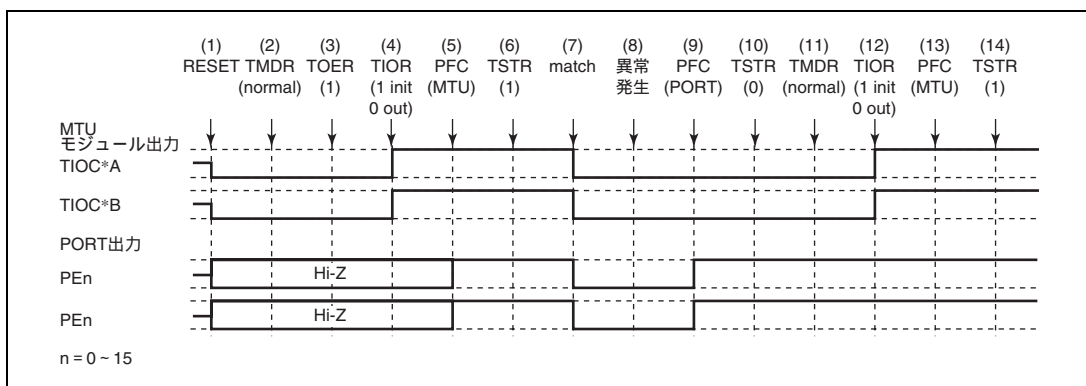 (1) (2) (3) (4) (5) (6) (7) (8) (9) (10) (11) (12) (13) (14)
RESET TMDR TOER TIOR PFC TSTR match 異常 PFC TSTR TMDR TIOR PFC TSTR
(normal) (1) (1 init (MTU) (1) 発生 (PORT) (0) (normal) (1 init (MTU) (1)
0 out) 0 out)
MTU
モジュール出力
TIOC*A
TIOC*B
PORT出力
PEn Hi-Z
PEn Hi-Z
n = 0 ~ 15